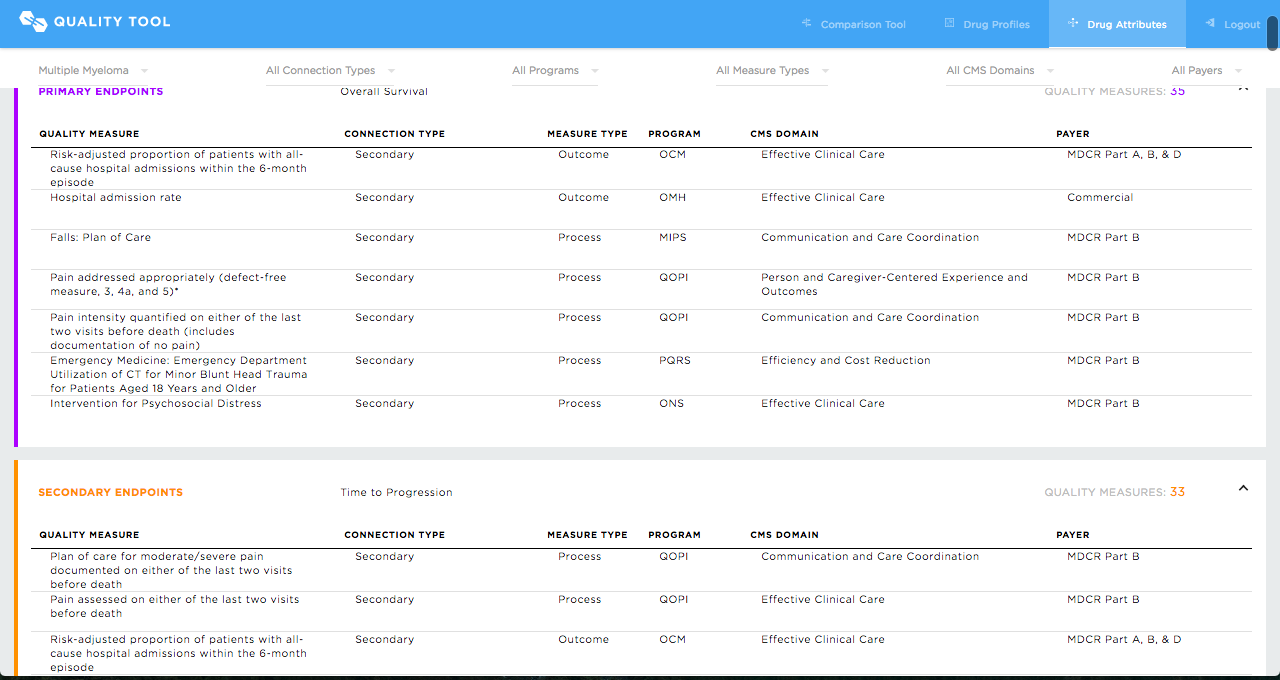 QUALITY TOOL
Comparison Tool
Drug Profiles
Drug Attributes
Logout
Multiple Myeloma
All Connection Types
All Programs
All Measure Types
All CMS Domains
All Payers
PRIMARY ENDPOINTS
Overall Survival
QUALITY MEASURES: 35
QUALITY MEASURE
CONNECTION TYPE
MEASURE TYPE
PROGRAM
CMS DOMAIN
PAYER
Risk-adjusted proportion of patients with all-
cause hospital admissions within the 6-month
episode
Secondary
Outcome
OCM
Effective Clinical Care
MDCR Part A, B, & D
Hospital admission rate
Secondary
Outcome
OMH
Effective Clinical Care
Commercial
Falls: Plan of Care
Secondary
Process
MIPS
Communication and Care Coordination
MDCR Part B
Pain addressed appropriately (defect-free
measure, 3, 4a, and 5)*
Secondary
Process
QOPI
Person and Caregiver-Centered Experience and
Outcomes
MDCR Part B
Pain intensity quantified on either of the last
two visits before death (includes
documentation of no pain)
Secondary
Process
QOPI
Communication and Care Coordination
MDCR Part B
Emergency Medicine: Emergency Department
Utilization of CT for Minor Blunt Head Trauma
for Patients Aged 18 Years and Older
Secondary
Process
PQRS
Efficiency and Cost Reduction
MDCR Part B
Intervention for Psychosocial Distress
Secondary
Process
ONS
Effective Clinical Care
MDCR Part B
SECONDARY ENDPOINTS
Time to Progression
QUALITY MEASURES: 33
QUALITY MEASURE
CONNECTION TYPE
MEASURE TYPE
PROGRAM
CMS DOMAIN
PAYER
Plan of care for moderate/severe pain
documented on either of the last two visits
before death
Secondary
Process
QOPI
Communication and Care Coordination
MDCR Part B
Pain assessed on either of the last two visits
before death
Secondary
Process
QOPI
Effective Clinical Care
MDCR Part B
Risk-adjusted proportion of patients with all-
cause hospital admissions within the 6-month
episode
Secondary
Outcome
OCM
Effective Clinical Care
MDCR Part A, B, & D